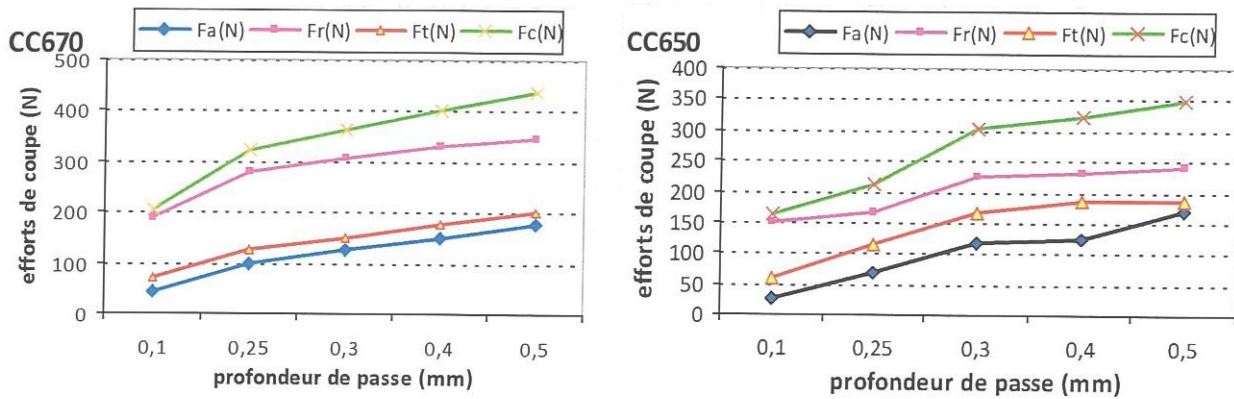 CC670
Fa(N) Fr(N) Ft(N) Fc(N)
efforts de coupe (N)
500
400
300
200
100
0
0,1 0,25 0,3 0,4 0,5
profondeur de passe (mm)
CC650
Fa(N) Fr(N) Ft(N) Fc(N)
efforts de coupe (N)
400
350
300
250
200
150
100
50
0
0,1 0,25 0,3 0,4 0,5
profondeur de passe (mm)